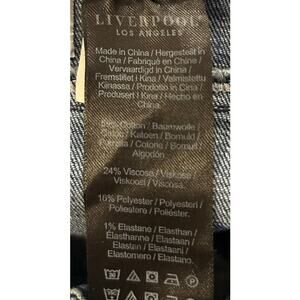 LIVERPOOL
LOS ANGELES
Made in China / Hergestellt in
China / Fabriqué en Chine /
Vervaardigd in China /
Fremstillet i Kina / Valmistettu
Kiinassa / Prodotto in Cina /
Produsert i Kina / Hecho en
China.
Cotton / Baumwolle /
Coton / Katoen / Bomuld /
Puuvilla / Cotone / Bomull /
Algodón
24% Viscose / Viskose /
Viskoosi / Viscosa
16% Polyester / Polyesteri /
Poliestere / Poliéster.
1% Elastane / Elasthan /
Élasthanne / Elastaan /
Elastan / Elastaani /
Elastomero / Elastano.